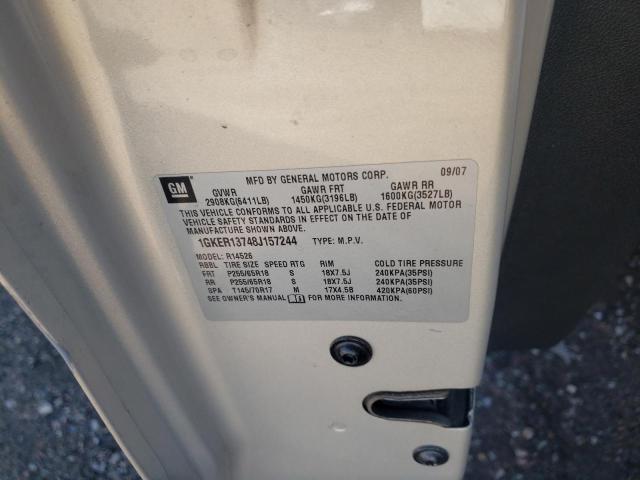 GM
MFD BY GENERAL MOTORS CORP. 09/07
GVWR GAWR FRT GAWR RR
2908KG(6411LB) 1450KG(3196LB) 1600KG(3527LB)
THIS VEHICLE CONFORMS TO ALL APPLICABLE U.S. FEDERAL MOTOR
VEHICLE SAFETY STANDARDS IN EFFECT ON THE DATE OF
MANUFACTURE SHOWN ABOVE.
1GKER13748J157244 TYPE: M.P.V.
MODEL: R14526
RBBL TIRE SIZE SPEED RTG RIM COLD TIRE PRESSURE
FRT P255/65R18 S 18X7.5J 240KPA(35PSI)
RR P255/65R18 S 18X7.5J 240KPA(35PSI)
SPA T145/70R17 M 17X4.5B 420KPA(60PSI)
SEE OWNER'S MANUAL FOR MORE INFORMATION.